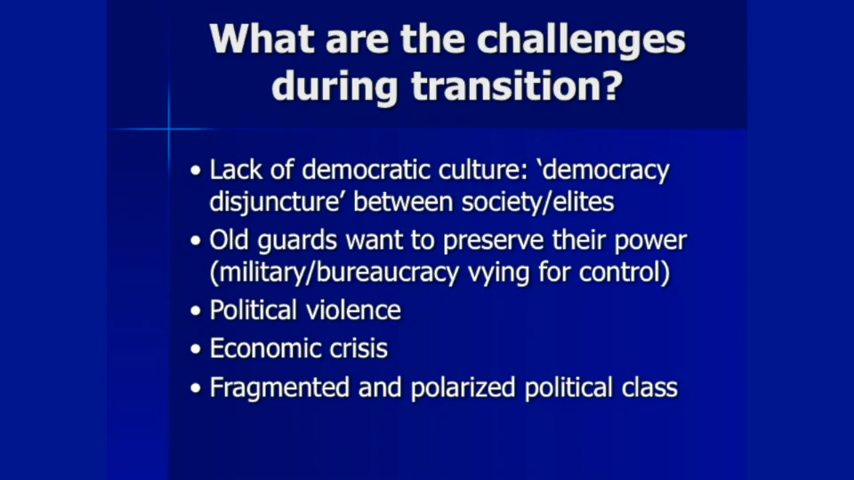 What are the challenges
during transition?
• Lack of democratic culture: ‘democracy
disjuncture’ between society/elites
• Old guards want to preserve their power
(military/bureaucracy vying for control)
• Political violence
• Economic crisis
• Fragmented and polarized political class